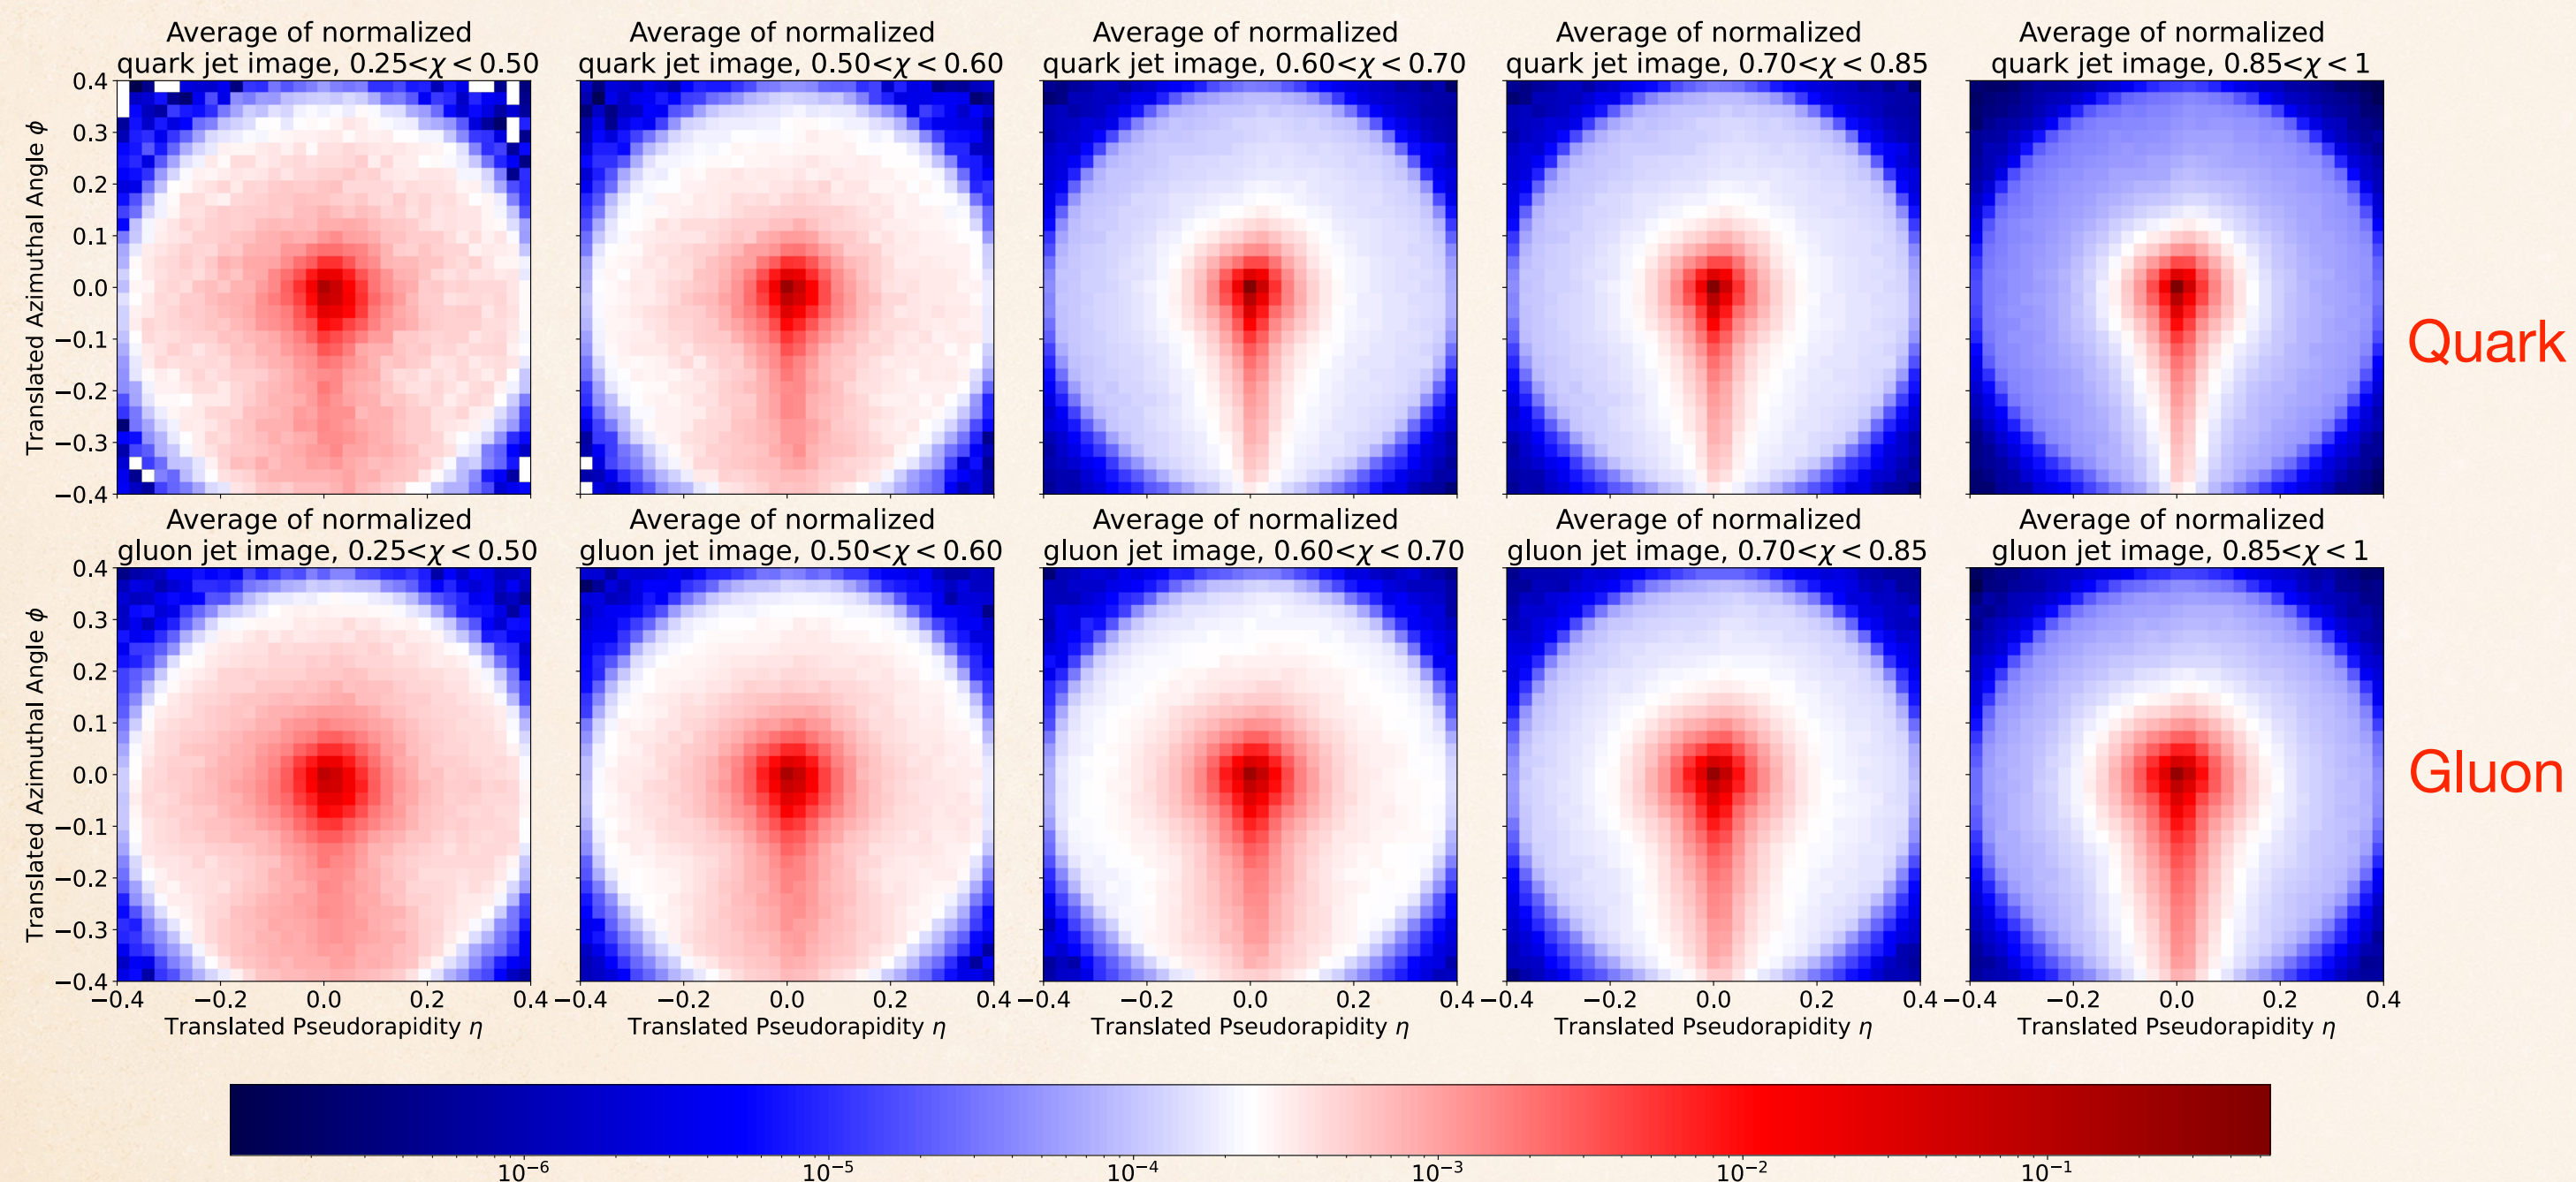 Average of normalized
quark jet image, 0.25<χ < 0.50
Average of normalized
quark jet image, 0.50<χ < 0.60
Average of normalized
quark jet image, 0.60<χ < 0.70
Average of normalized
quark jet image, 0.70<χ < 0.85
Average of normalized
quark jet image, 0.85<χ < 1
Translated Azimuthal Angle ϕ
0.4
0.3
0.2
0.1
0.0
−0.1
−0.2
−0.3
−0.4
Quark
Average of normalized
gluon jet image, 0.25<χ < 0.50
Average of normalized
gluon jet image, 0.50<χ < 0.60
Average of normalized
gluon jet image, 0.60<χ < 0.70
Average of normalized
gluon jet image, 0.70<χ < 0.85
Average of normalized
gluon jet image, 0.85<χ < 1
Translated Azimuthal Angle ϕ
0.4
0.3
0.2
0.1
0.0
−0.1
−0.2
−0.3
−0.4
Gluon
−0.4 −0.2 0.0 0.2 0.4
−0.4 −0.2 0.0 0.2 0.4
−0.4 −0.2 0.0 0.2 0.4
−0.4 −0.2 0.0 0.2 0.4
−0.4 −0.2 0.0 0.2 0.4
Translated Pseudorapidity η
Translated Pseudorapidity η
Translated Pseudorapidity η
Translated Pseudorapidity η
Translated Pseudorapidity η
10⁻⁶ 10⁻⁵ 10⁻⁴ 10⁻³ 10⁻² 10⁻¹